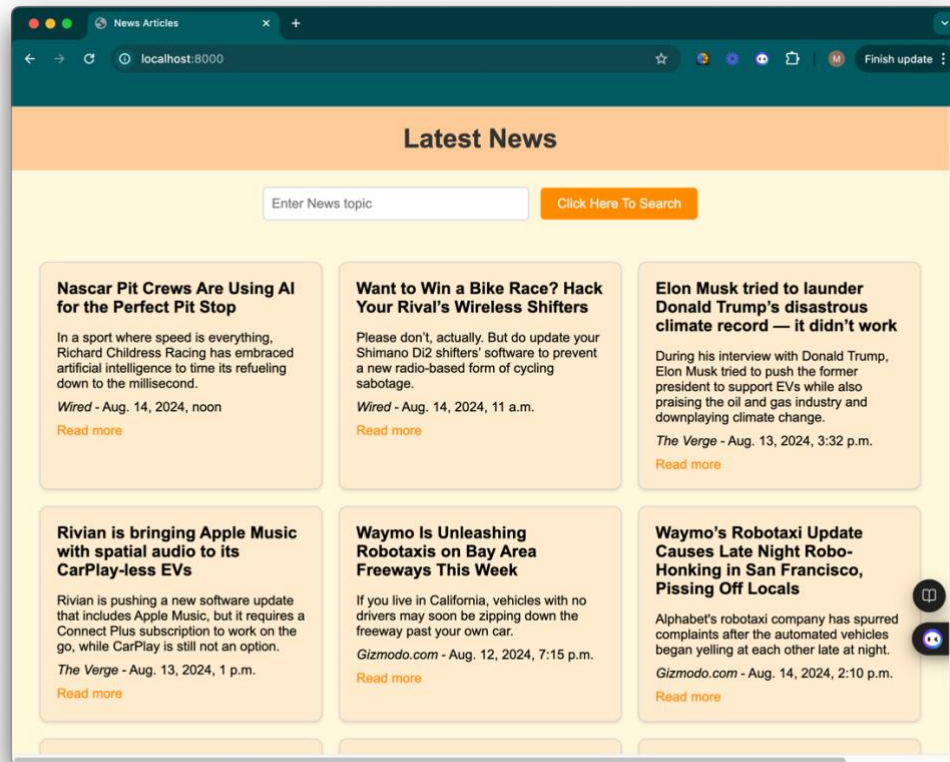 News Articles
localhost:8000
M
Finish update
Latest News
Enter News topic
Click Here To Search
Nascar Pit Crews Are Using AI
for the Perfect Pit Stop
In a sport where speed is everything,
Richard Childress Racing has embraced
artificial intelligence to time its refueling
down to the millisecond.
Wired - Aug. 14, 2024, noon
Read more
Want to Win a Bike Race? Hack
Your Rival’s Wireless Shifters
Please don’t, actually. But do update your
Shimano Di2 shifters’ software to prevent
a new radio-based form of cycling
sabotage.
Wired - Aug. 14, 2024, 11 a.m.
Read more
Elon Musk tried to launder
Donald Trump’s disastrous
climate record — it didn’t work
During his interview with Donald Trump,
Elon Musk tried to push the former
president to support EVs while also
praising the oil and gas industry and
downplaying climate change.
The Verge - Aug. 13, 2024, 3:32 p.m.
Read more
Rivian is bringing Apple Music
with spatial audio to its
CarPlay-less EVs
Rivian is pushing a new software update
that includes Apple Music, but it requires a
Connect Plus subscription to work on the
go, while CarPlay is still not an option.
The Verge - Aug. 13, 2024, 1 p.m.
Read more
Waymo Is Unleashing
Robotaxis on Bay Area
Freeways This Week
If you live in California, vehicles with no
drivers may soon be zipping down the
freeway past your own car.
Gizmodo.com - Aug. 12, 2024, 7:15 p.m.
Read more
Waymo’s Robotaxi Update
Causes Late Night Robo-
Honking in San Francisco,
Pissing Off Locals
Alphabet's robotaxi company has spurred
complaints after the automated vehicles
began yelling at each other late at night.
Gizmodo.com - Aug. 14, 2024, 2:10 p.m.
Read more